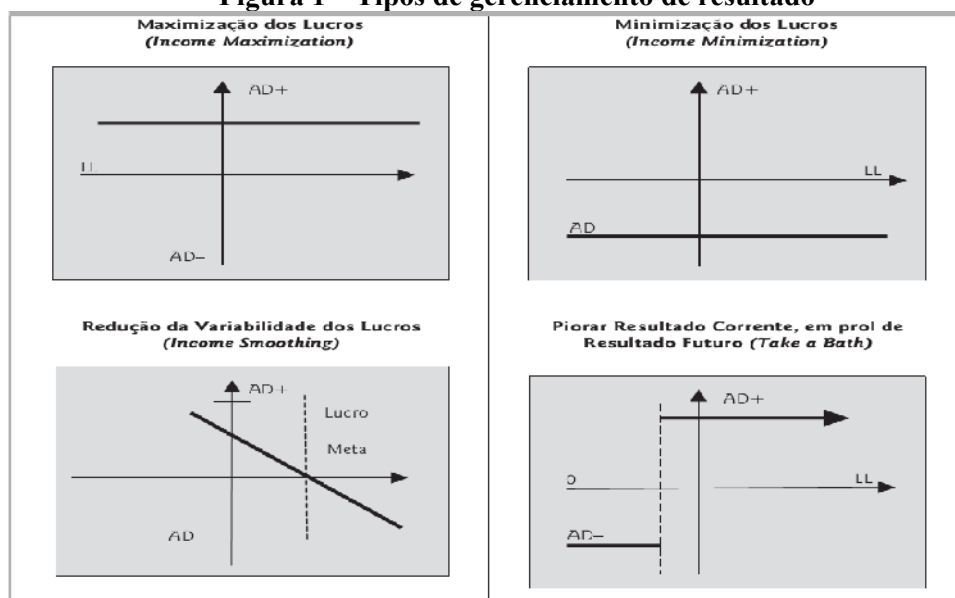 Figura 1 – Tipos de gerenciamento de resultado
Maximização dos Lucros
(Income Maximization)
AD+
LL
AD–
Minimização dos Lucros
(Income Minimization)
AD+
LL
AD
Redução da Variabilidade dos Lucros
(Income Smoothing)
AD+
Lucro
Meta
AD
Piorar Resultado Corrente, em prol de
Resultado Futuro (Take a Bath)
AD+
LL
AD–